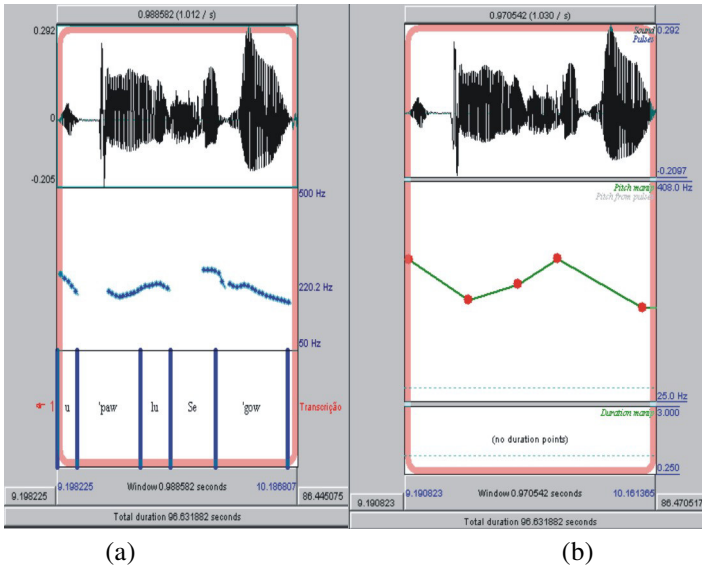 0.988582 (1.012 / s)
0.292
0
-0.205
500 Hz
220.2 Hz
50 Hz
1
u
'paw
lu
Se
'gow
Transcrição
9.198225
10.186807
9.198225
Window 0.988582 seconds
86.445075
Total duration 96.631882 seconds
(a)
0.970542 (1.030 / s)
Sound
Pulses
0.292
-0.2097
Pitch manip
Pitch from pulses
408.0 Hz
25.0 Hz
Duration manip
3.000
(no duration points)
0.250
9.190823
10.161365
9.190823
Window 0.970542 seconds
86.470517
Total duration 96.631882 seconds
(b)